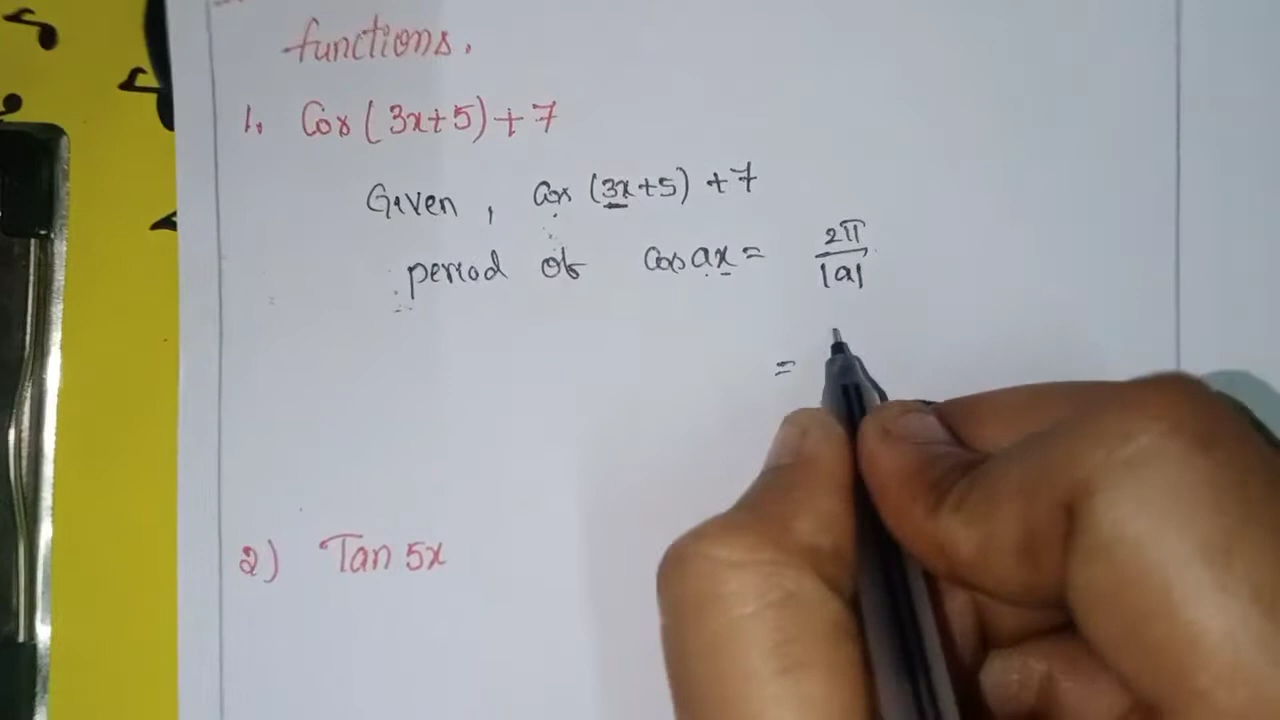 functions.
1. Cos (3x+5)+7
Given, Cos (3x+5) +7
period of Cos ax = 2π/|a|
=
2) Tan 5x